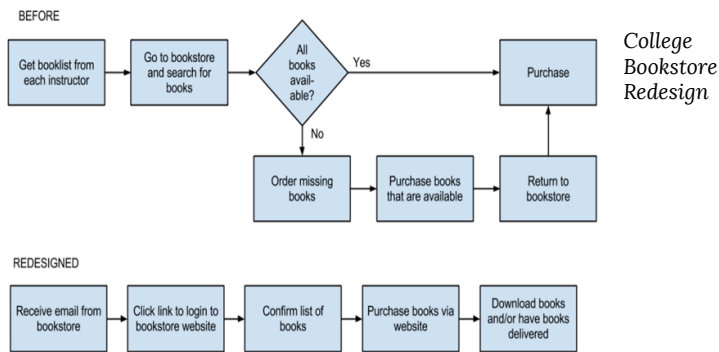 BEFORE
Get booklist from
each instructor
Go to bookstore
and search for
books
All
books
avail-
able?
Yes
Purchase
No
Order missing
books
Purchase books
that are available
Return to
bookstore
College
Bookstore
Redesign
REDESIGNED
Receive email from
bookstore
Click link to login to
bookstore website
Confirm list of
books
Purchase books via
website
Download books
and/or have books
delivered